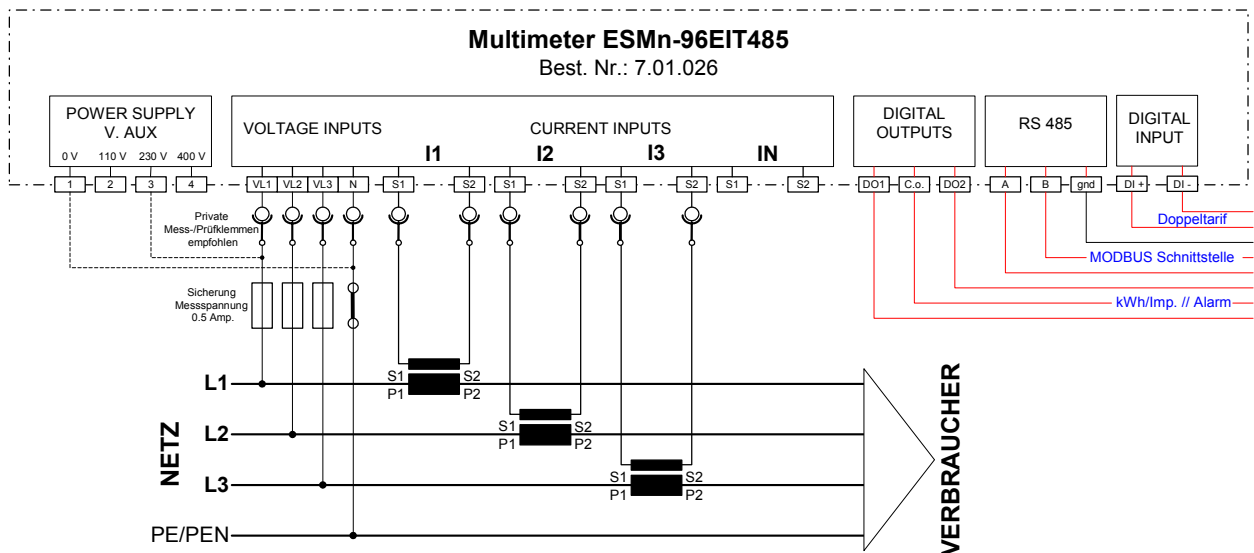 Multimeter ESMn-96EIT485
Best. Nr.: 7.01.026
POWER SUPPLY
V. AUX
0 V 110 V 230 V 400 V
VOLTAGE INPUTS
CURRENT INPUTS
I1 I2 I3 IN
DIGITAL
OUTPUTS
RS 485
DIGITAL
INPUT
1 2 3 4
VL1 VL2 VL3 N
S1 S2 S1 S2 S1 S2 S1 S2
DO1 C.o. DO2
A B gnd
DI + DI -
Private
Mess-/Prüfklemmen
empfohlen
Doppeltarif
MODBUS Schnittstelle
kWh/Imp. // Alarm
Sicherung
Messspannung
0.5 Amp.
NETZ
L1
S1 S2
P1 P2
L2
S1 S2
P1 P2
L3
S1 S2
P1 P2
PE/PEN
VERBRAUCHER